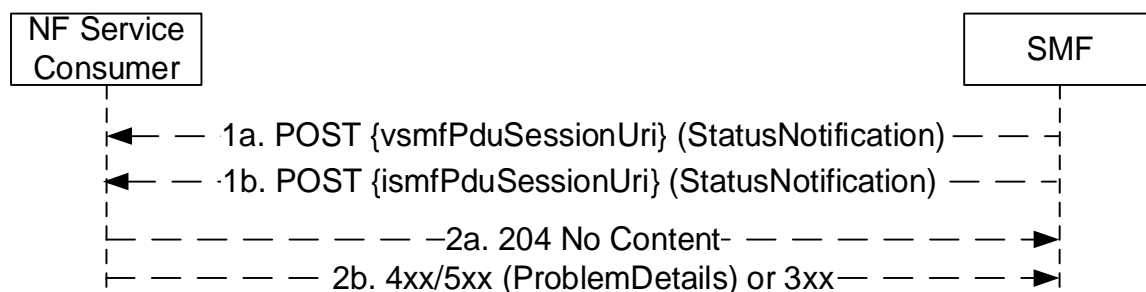 NF Service
Consumer
SMF
1a. POST {vsmfPduSessionUri} (StatusNotification)
1b. POST {ismfPduSessionUri} (StatusNotification)
2a. 204 No Content
2b. 4xx/5xx (ProblemDetails) or 3xx